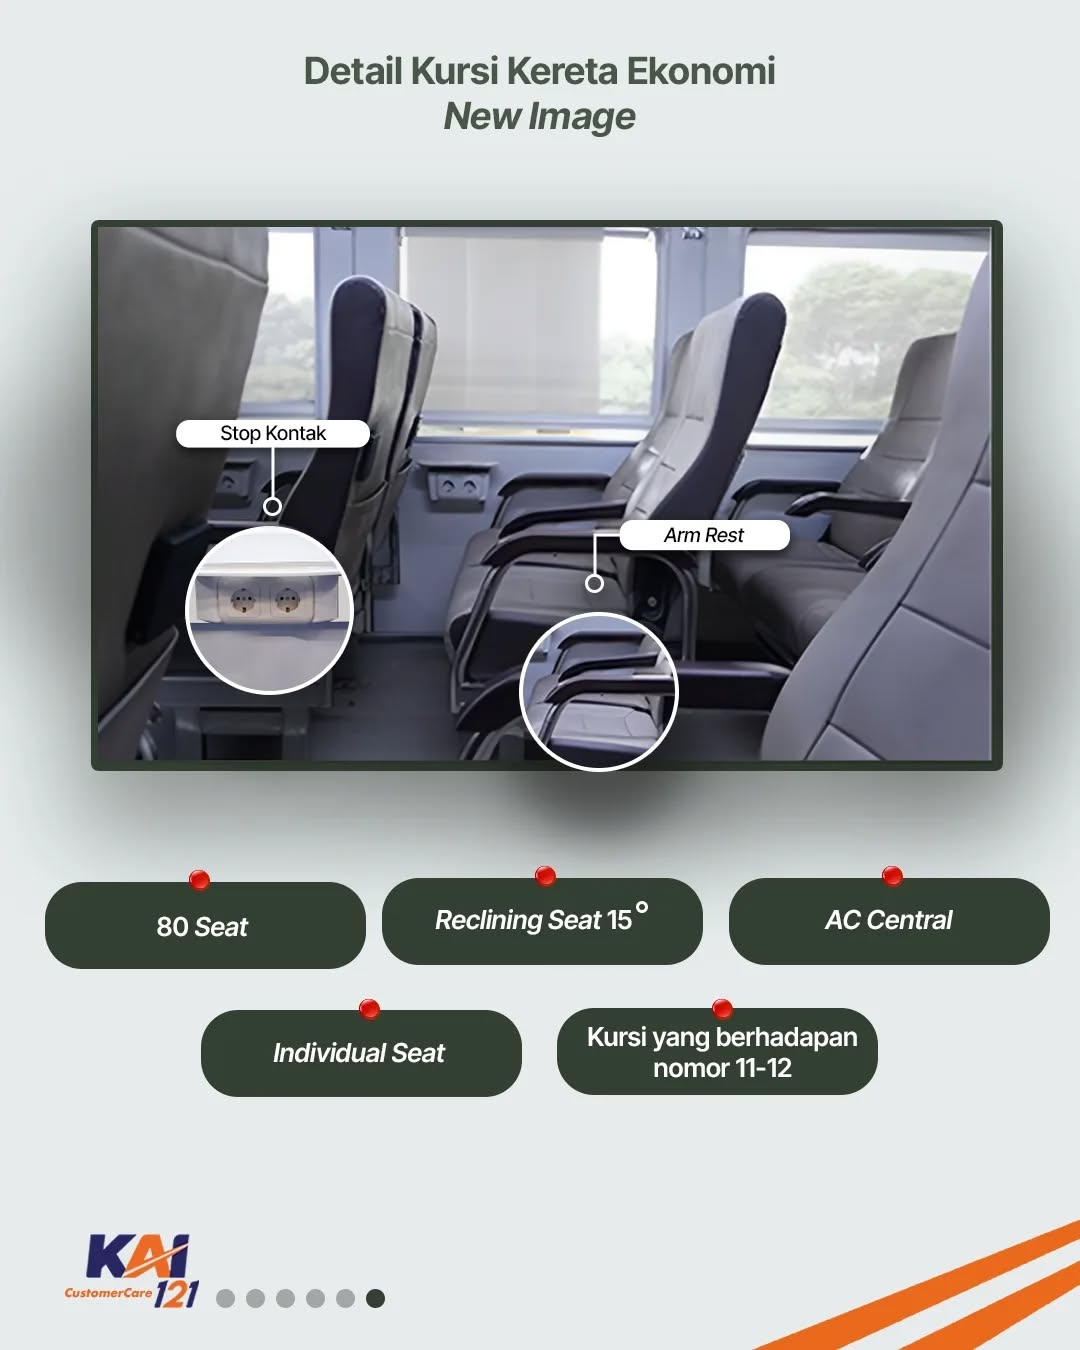 Detail Kursi Kereta Ekonomi
New Image
Stop Kontak
Arm Rest
80 Seat
Reclining Seat 15°
AC Central
Individual Seat
Kursi yang berhadapan
nomor 11-12
KAI
CustomerCare 121